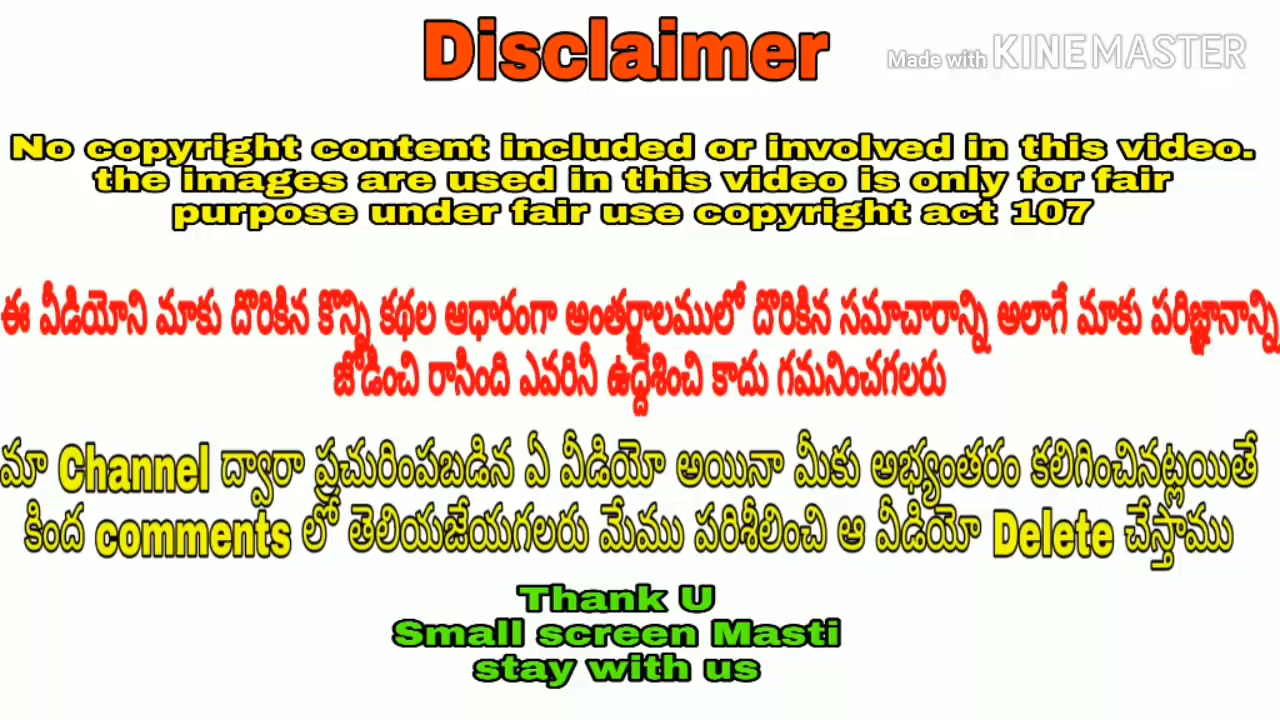 Disclaimer
Made with KINEMASTER
No copyright content included or involved in this video.
the images are used in this video is only for fair
purpose under fair use copyright act 107
ఈ వీడియోని మాకు దొరికిన కొన్ని కథల ఆధారంగా అంతర్జాలములో దొరికిన సమాచారాన్ని అలాగే మాకు పరిజ్ఞానాన్ని
జోడించి రాసింది ఎవరినీ ఉద్దేశించి కాదు గమనించగలరు
మా Channel ద్వారా ప్రచురింపబడిన ఏ వీడియో అయినా మీకు అభ్యంతరం కలిగించినట్లయితే
కింద comments లో తెలియజేయగలరు మేము పరిశీలించి ఆ వీడియో Delete చేస్తాము
Thank U
Small screen Masti
stay with us